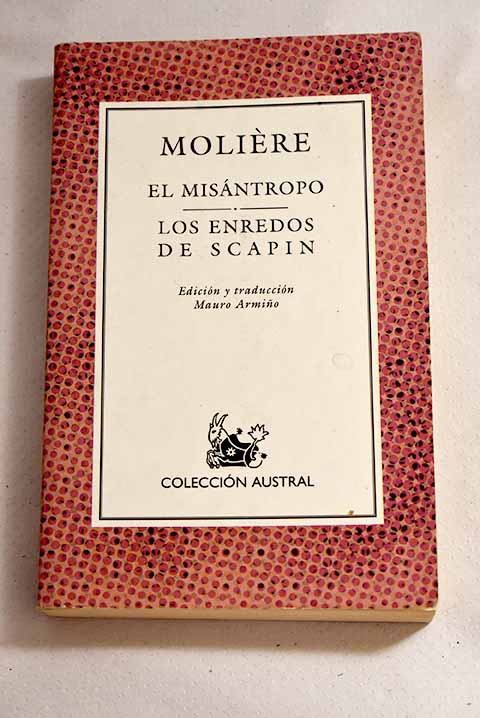 MOLIÈRE
EL MISÁNTROPO
LOS ENREDOS
DE SCAPIN
Edición y traducción
Mauro Armiño
COLECCIÓN AUSTRAL